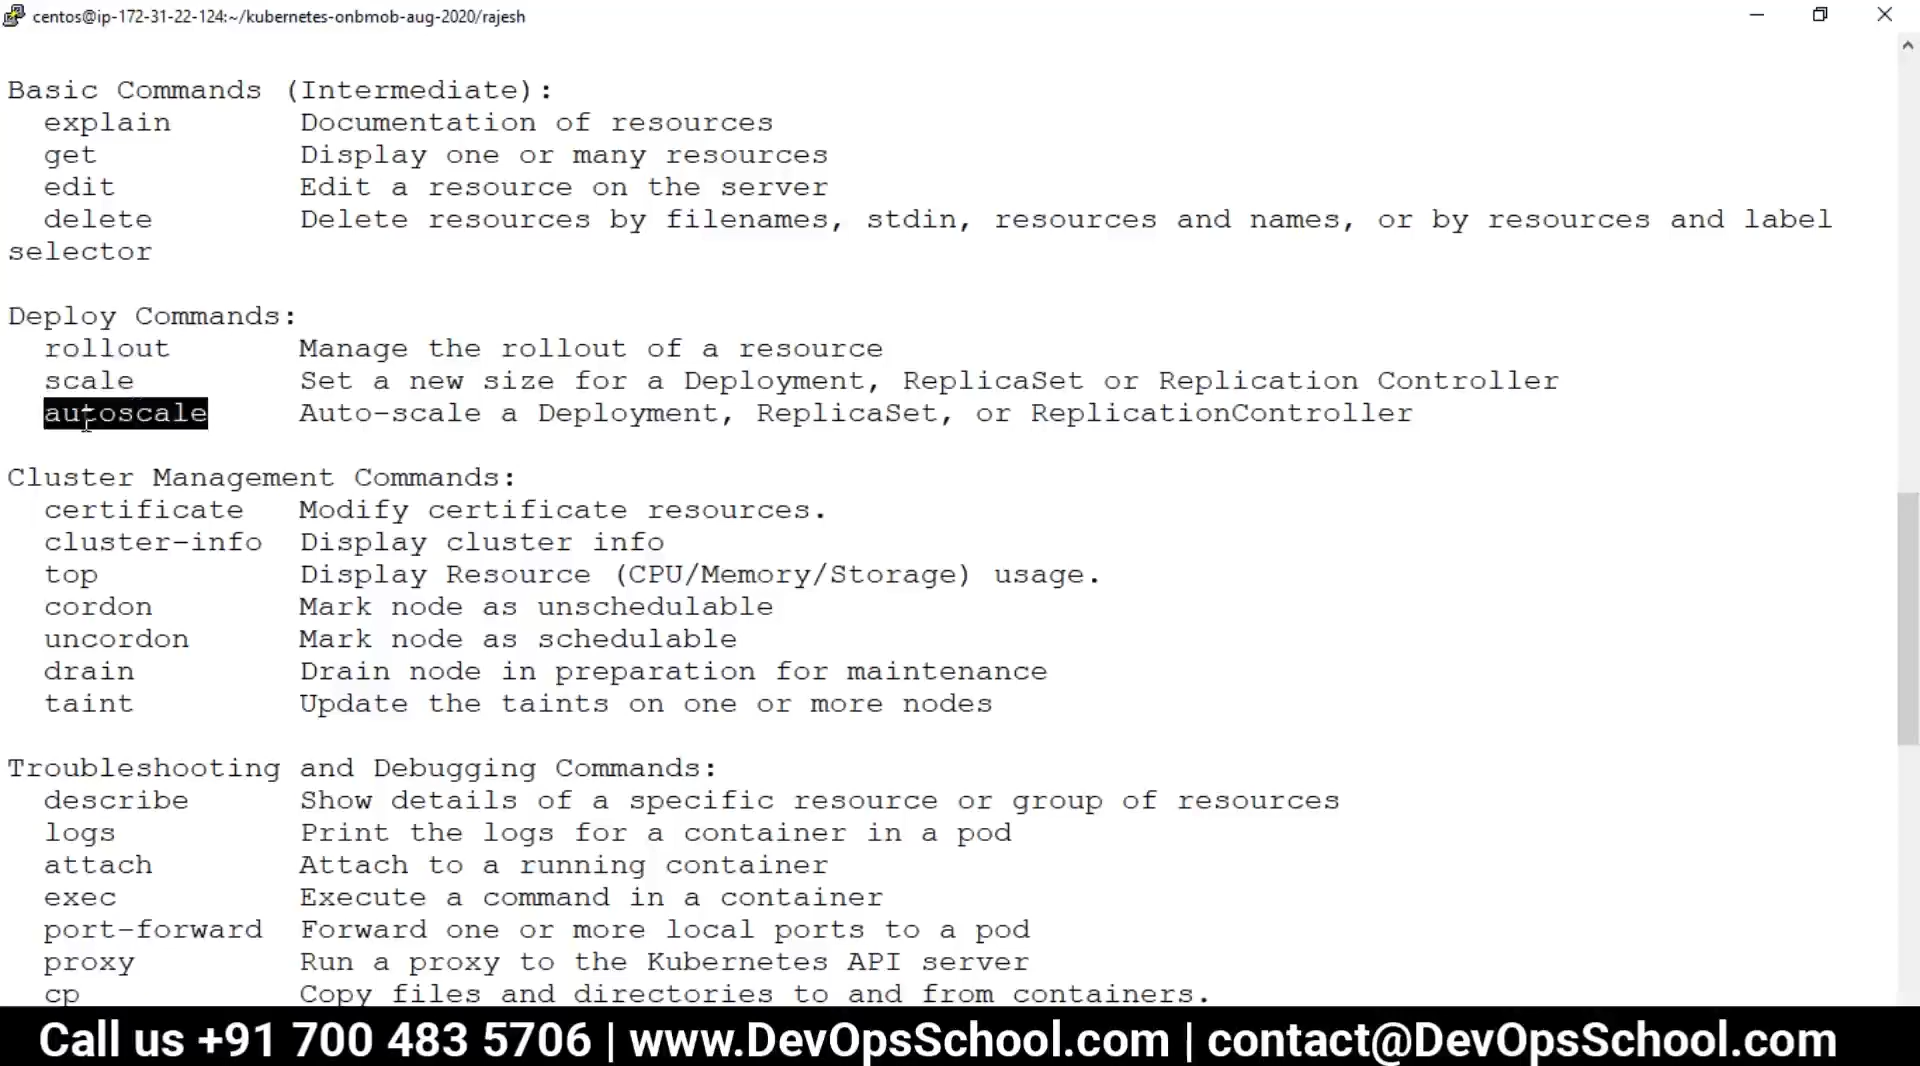 centos@ip-172-31-22-124:~/kubernetes-onbmob-aug-2020/rajesh
Basic Commands (Intermediate):
  explain       Documentation of resources
  get           Display one or many resources
  edit          Edit a resource on the server
  delete        Delete resources by filenames, stdin, resources and names, or by resources and label
selector
Deploy Commands:
  rollout       Manage the rollout of a resource
  scale         Set a new size for a Deployment, ReplicaSet or Replication Controller
  autoscale     Auto-scale a Deployment, ReplicaSet, or ReplicationController
Cluster Management Commands:
  certificate   Modify certificate resources.
  cluster-info  Display cluster info
  top           Display Resource (CPU/Memory/Storage) usage.
  cordon        Mark node as unschedulable
  uncordon      Mark node as schedulable
  drain         Drain node in preparation for maintenance
  taint         Update the taints on one or more nodes
Troubleshooting and Debugging Commands:
  describe      Show details of a specific resource or group of resources
  logs          Print the logs for a container in a pod
  attach        Attach to a running container
  exec          Execute a command in a container
  port-forward  Forward one or more local ports to a pod
  proxy         Run a proxy to the Kubernetes API server
  cp            Copy files and directories to and from containers.
Call us +91 700 483 5706 | www.DevOpsSchool.com | contact@DevOpsSchool.com